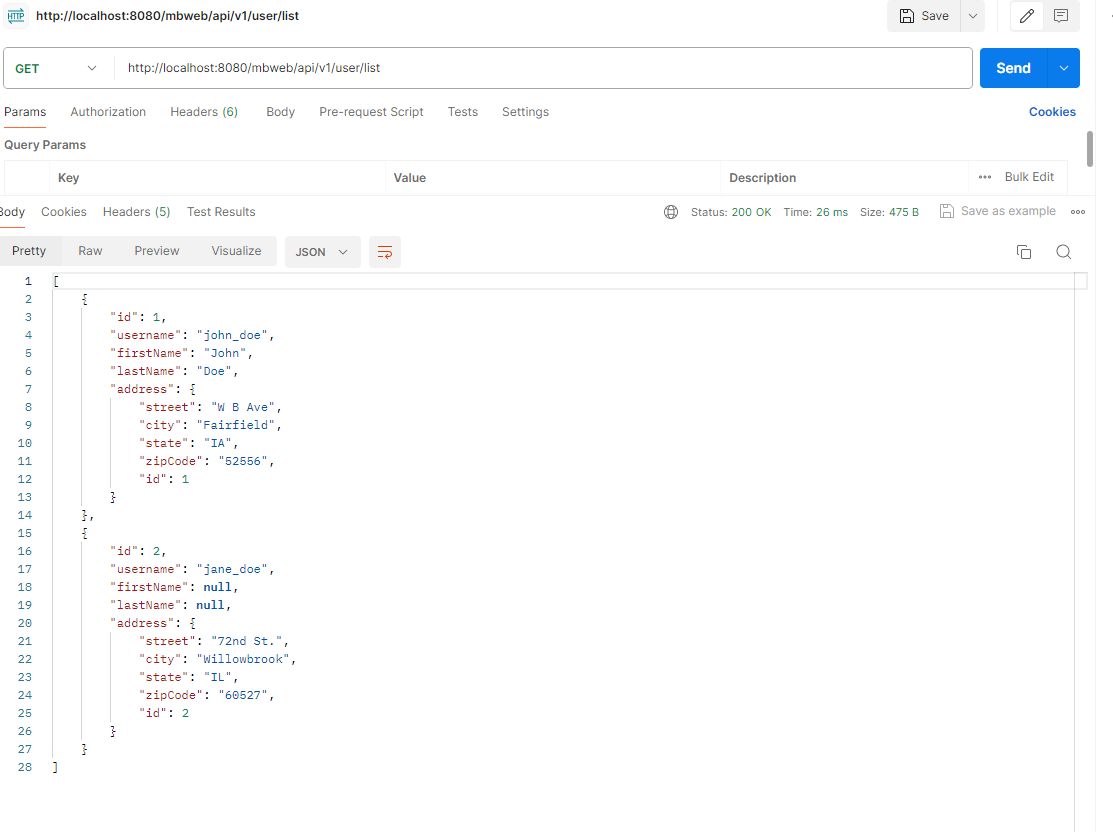 HTTP http://localhost:8080/mbweb/api/v1/user/list Save
GET http://localhost:8080/mbweb/api/v1/user/list Send
Params Authorization Headers (6) Body Pre-request Script Tests Settings Cookies
Query Params
Key Value Description Bulk Edit
Body Cookies Headers (5) Test Results Status: 200 OK Time: 26 ms Size: 475 B Save as example
Pretty Raw Preview Visualize JSON
1 [
2 {
3 "id": 1,
4 "username": "john_doe",
5 "firstName": "John",
6 "lastName": "Doe",
7 "address": {
8 "street": "W B Ave",
9 "city": "Fairfield",
10 "state": "IA",
11 "zipCode": "52556",
12 "id": 1
13 }
14 },
15 {
16 "id": 2,
17 "username": "jane_doe",
18 "firstName": null,
19 "lastName": null,
20 "address": {
21 "street": "72nd St.",
22 "city": "Willowbrook",
23 "state": "IL",
24 "zipCode": "60527",
25 "id": 2
26 }
27 }
28 ]